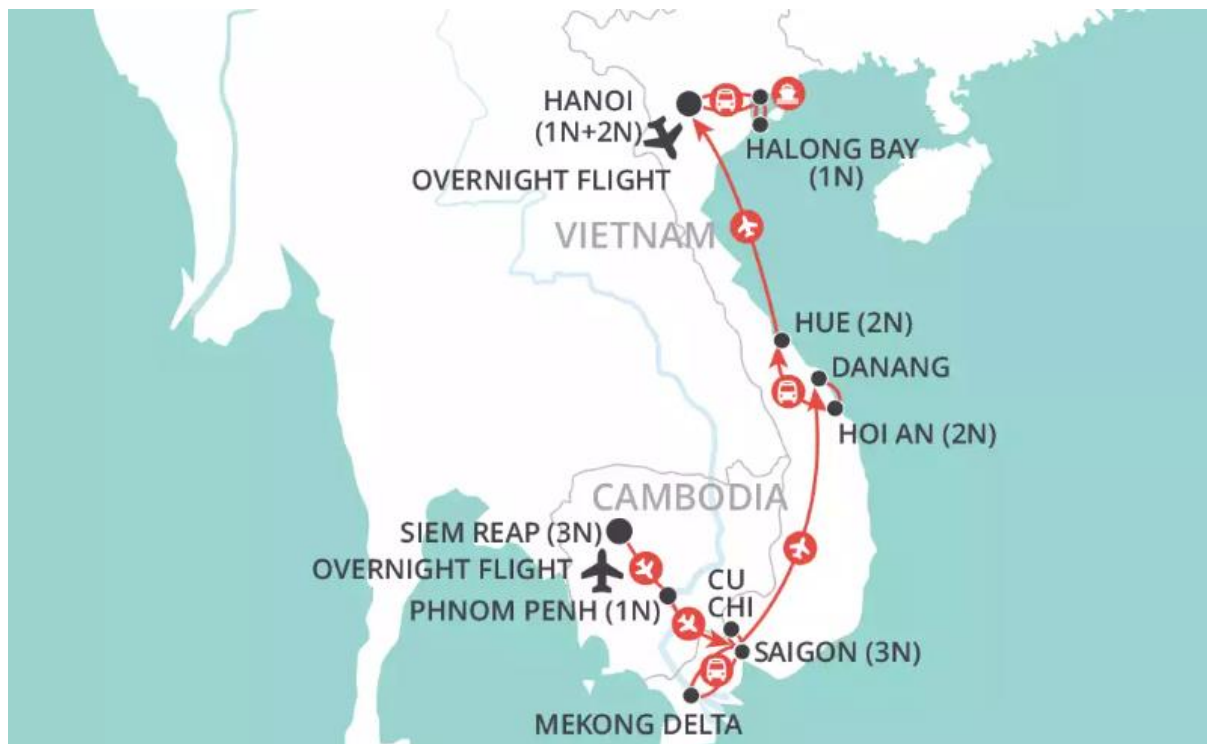 HANOI
(1N+2N)
OVERNIGHT FLIGHT
HALONG BAY
(1N)
VIETNAM
HUE (2N)
DANANG
HOI AN (2N)
CAMBODIA
SIEM REAP (3N)
OVERNIGHT FLIGHT
PHNOM PENH (1N)
CU
CHI
SAIGON (3N)
MEKONG DELTA